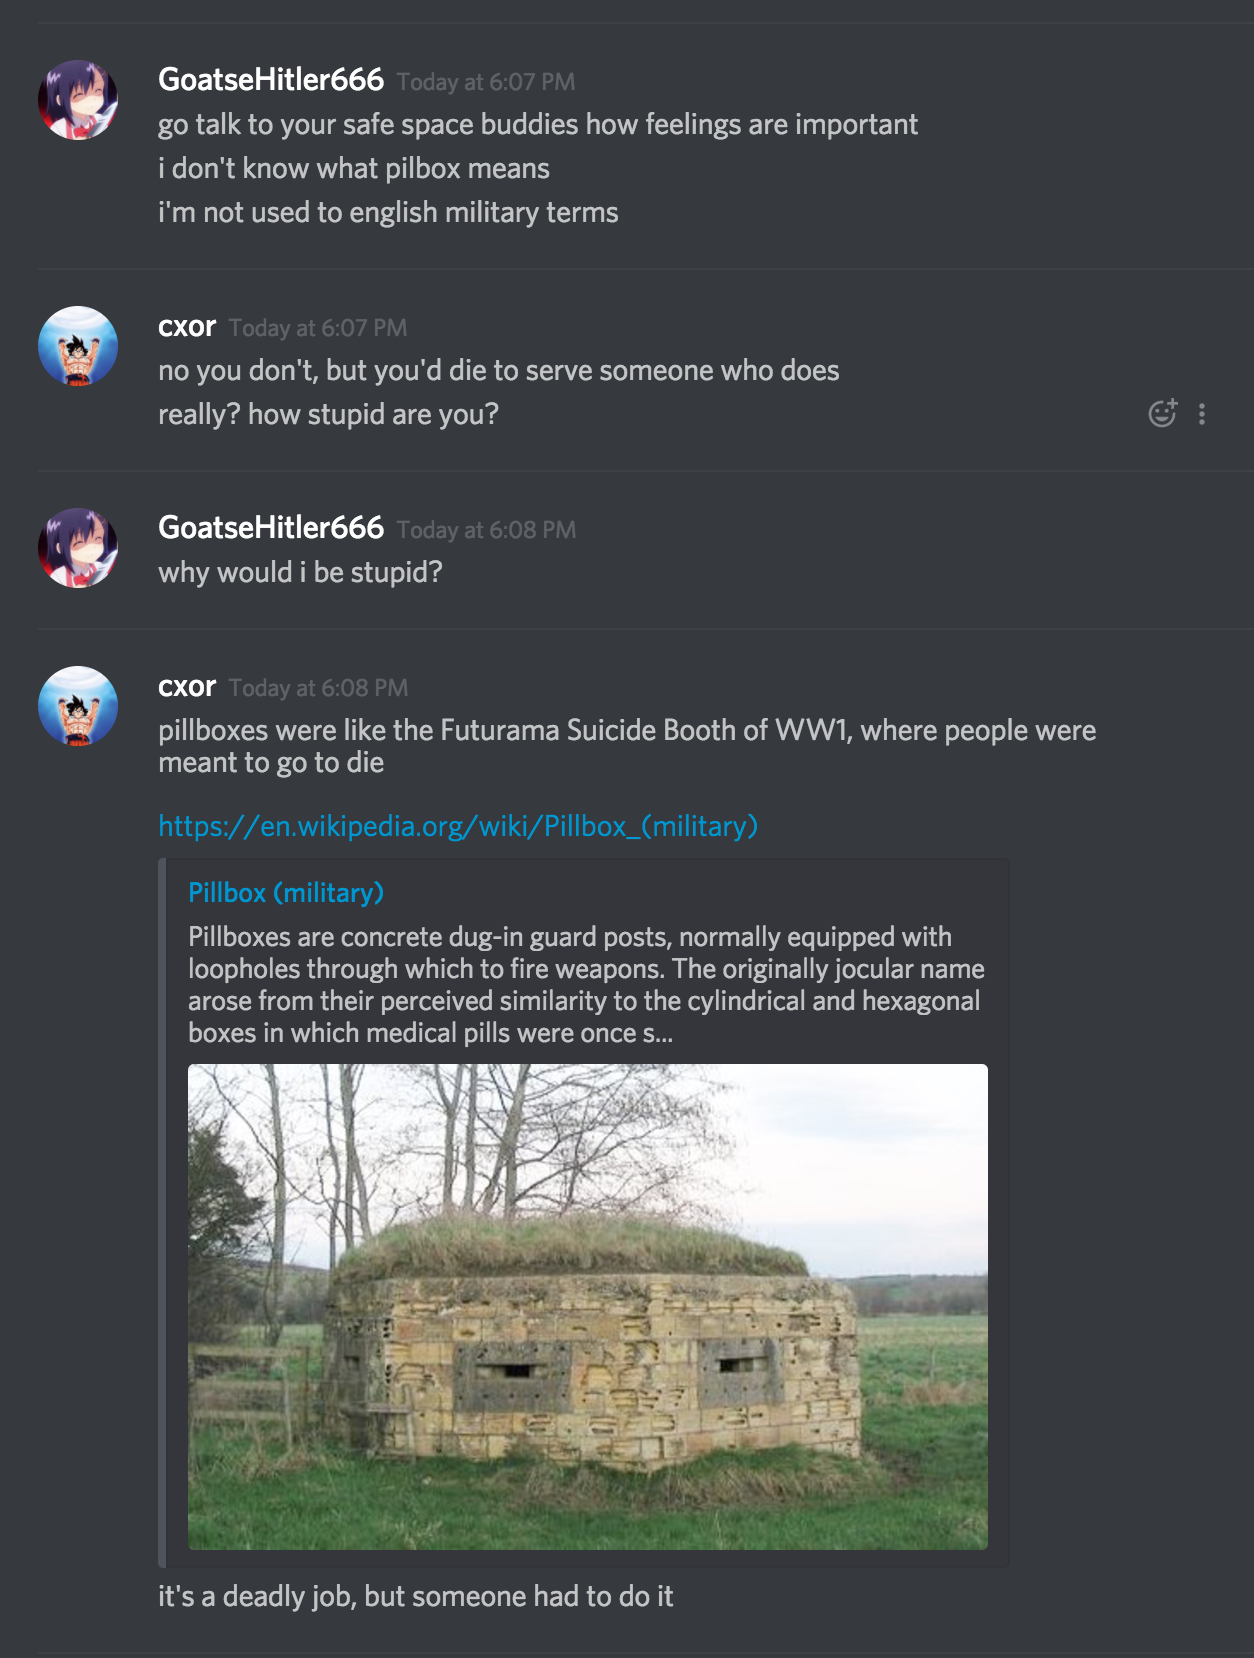 GoatseHitler666 Today at 6:07 PM
go talk to your safe space buddies how feelings are important
i don't know what pilbox means
i'm not used to english military terms
cxor Today at 6:07 PM
no you don't, but you'd die to serve someone who does
really? how stupid are you?
GoatseHitler666 Today at 6:08 PM
why would i be stupid?
cxor Today at 6:08 PM
pillboxes were like the Futurama Suicide Booth of WW1, where people were
meant to go to die
https://en.wikipedia.org/wiki/Pillbox_(military)
Pillbox (military)
Pillboxes are concrete dug-in guard posts, normally equipped with
loopholes through which to fire weapons. The originally jocular name
arose from their perceived similarity to the cylindrical and hexagonal
boxes in which medical pills were once s...
it's a deadly job, but someone had to do it